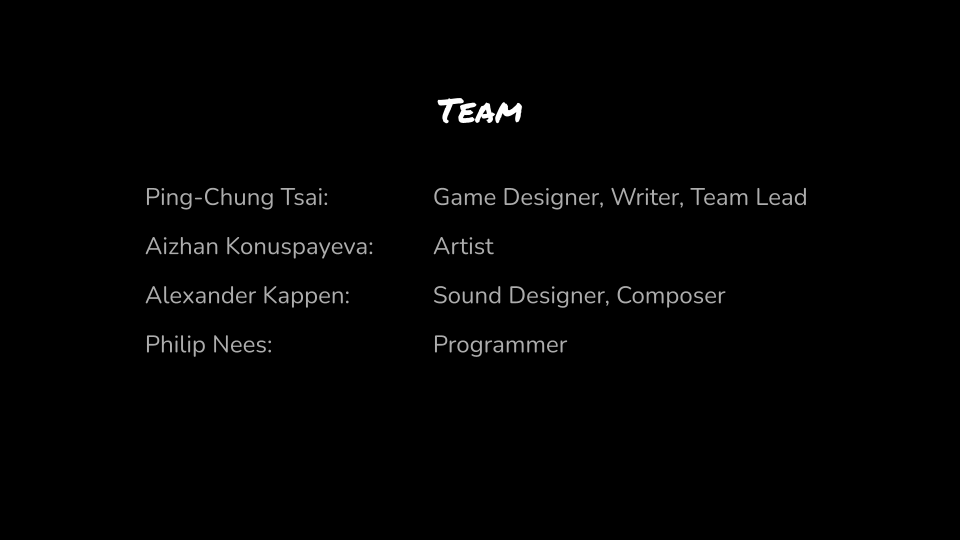 TEAM
Ping-Chung Tsai: Game Designer, Writer, Team Lead
Aizhan Konuspayeva: Artist
Alexander Kappen: Sound Designer, Composer
Philip Nees: Programmer